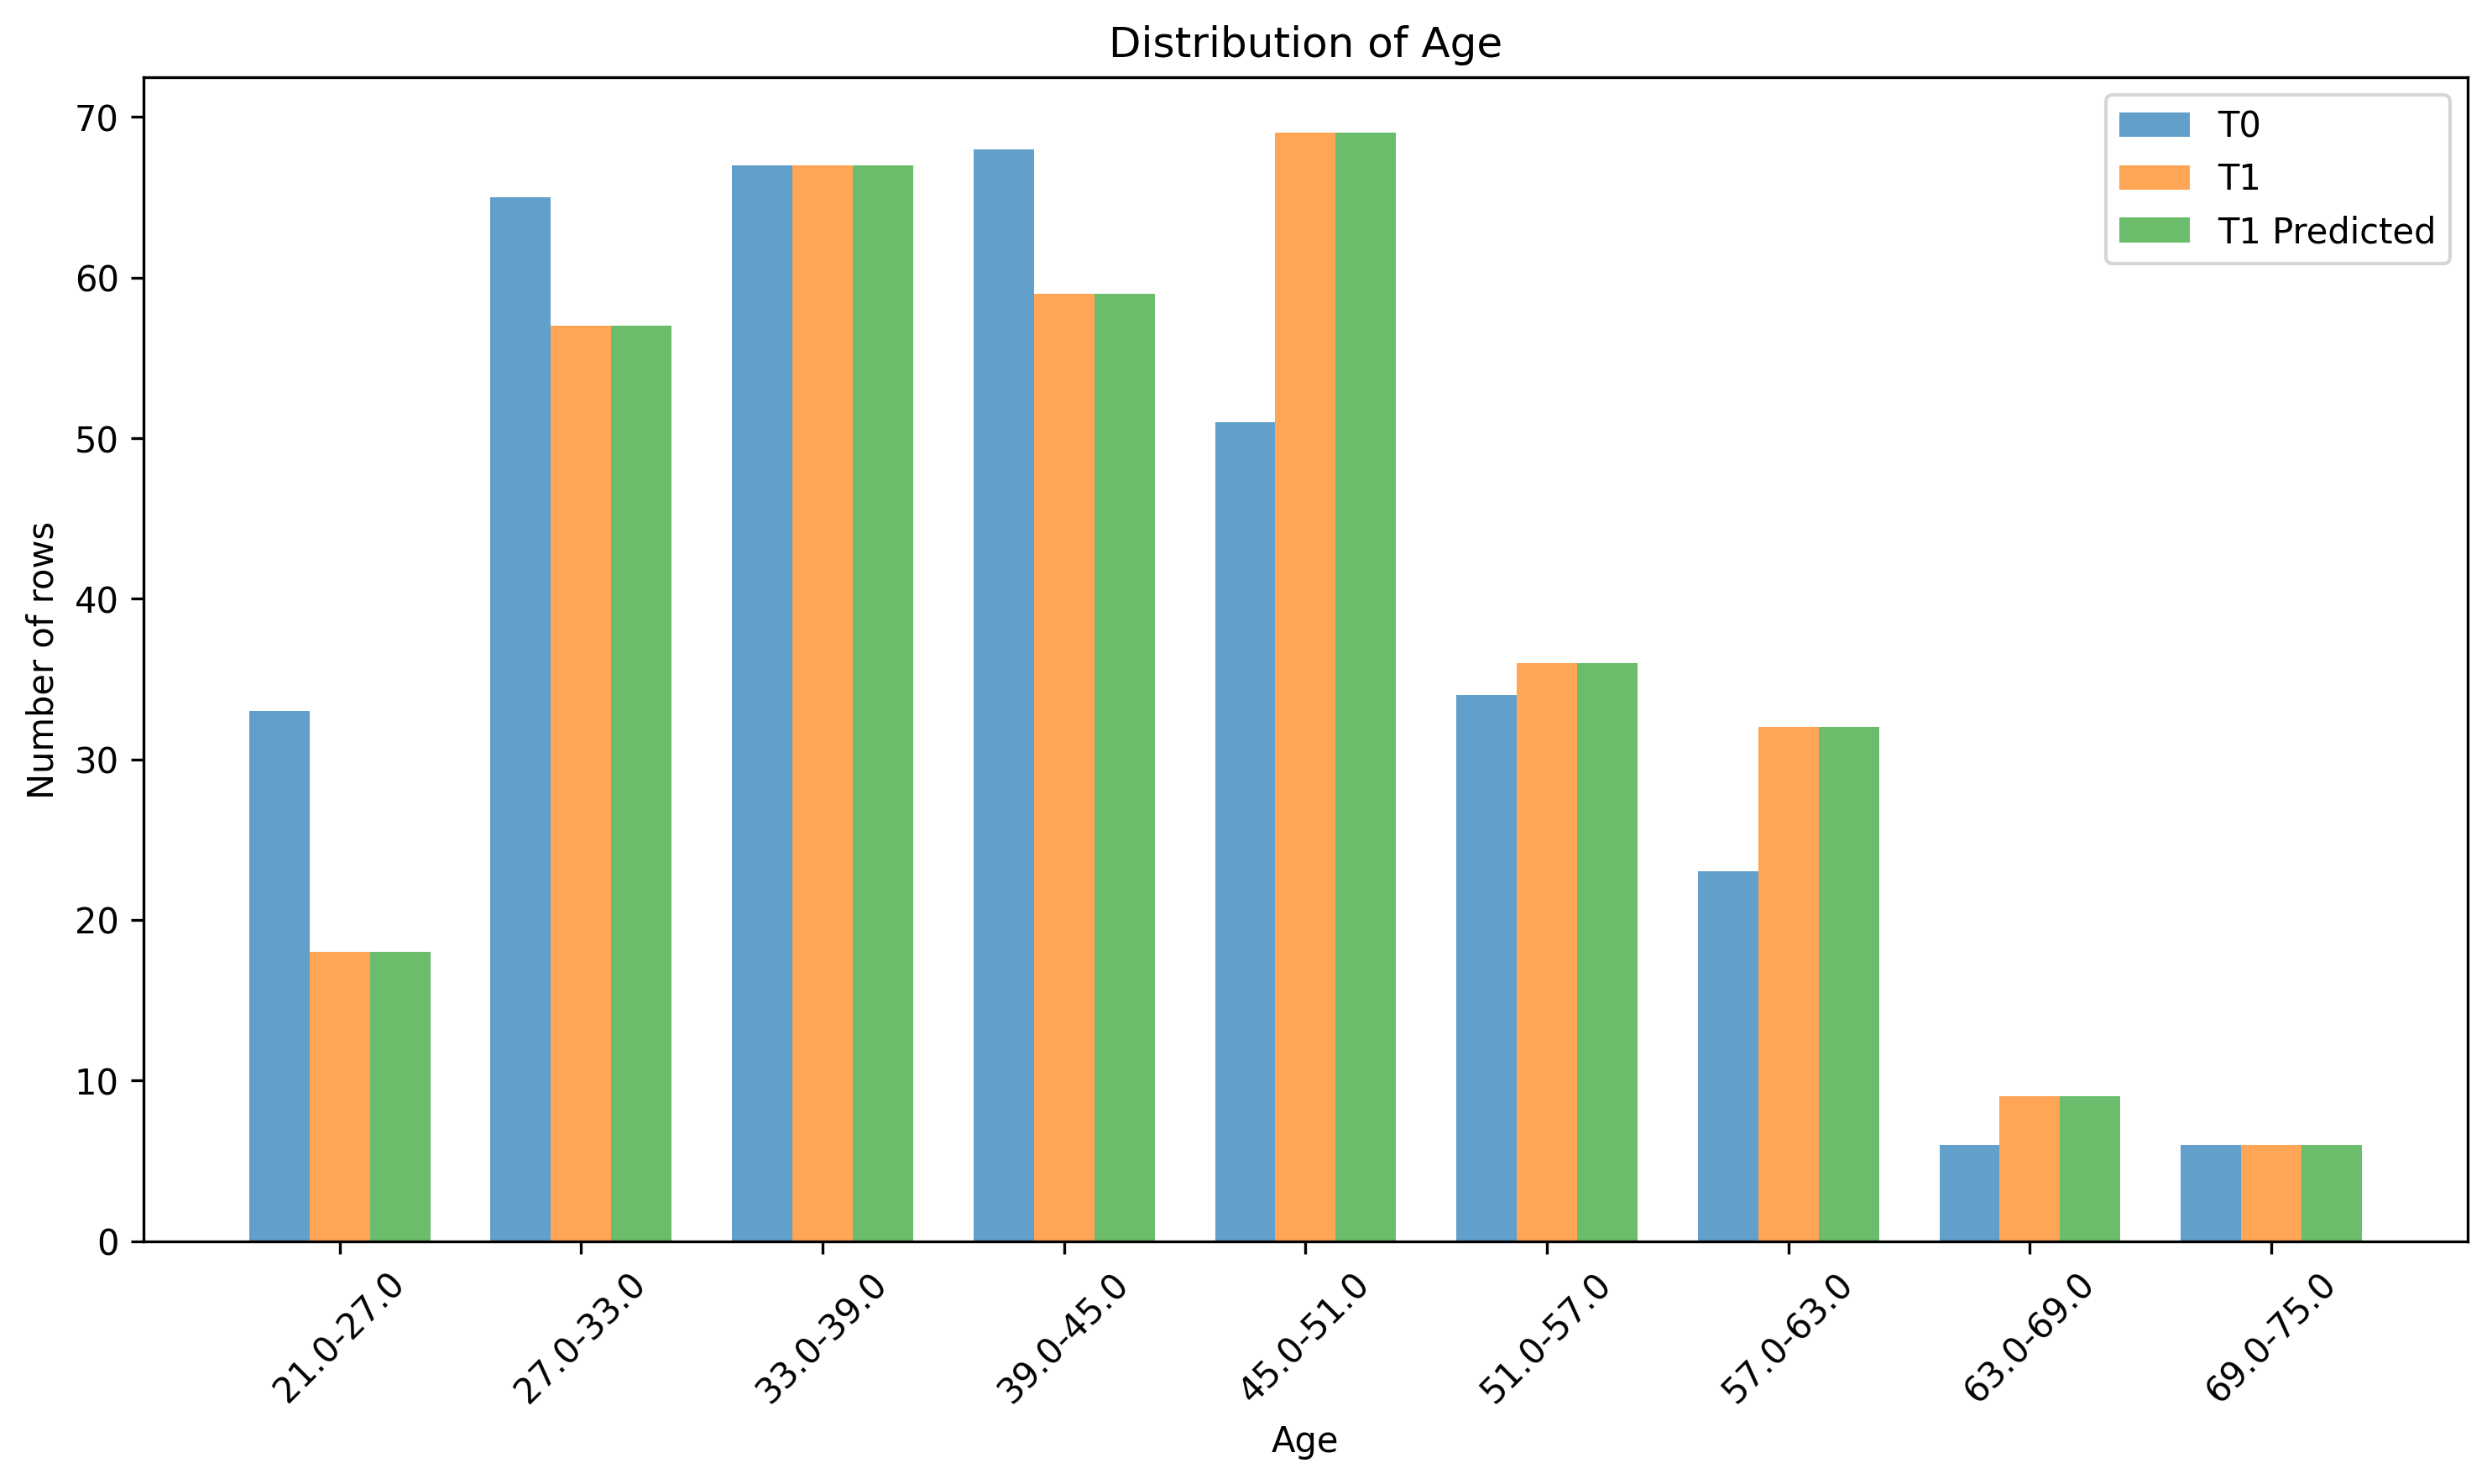 Distribution of Age
T0
T1
T1 Predicted
Number of rows
70
60
50
40
30
20
10
0
21.0-27.0
27.0-33.0
33.0-39.0
39.0-45.0
45.0-51.0
51.0-57.0
57.0-63.0
63.0-69.0
69.0-75.0
Age